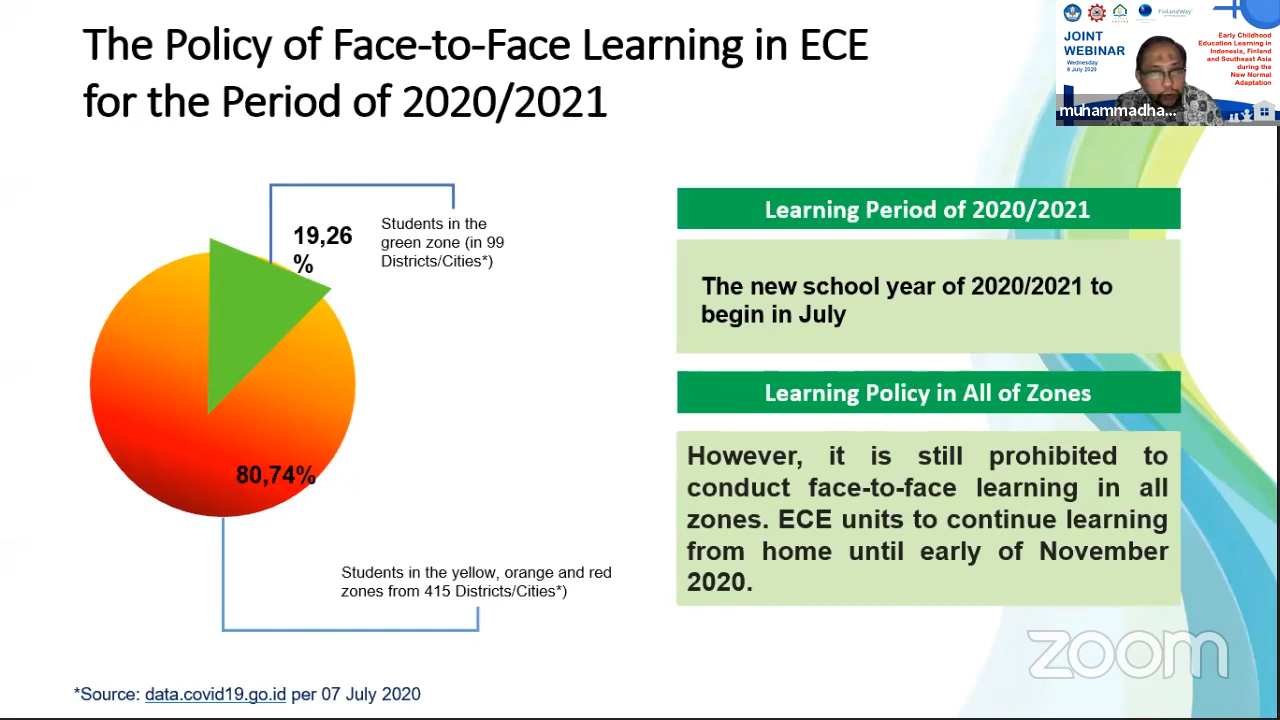 The Policy of Face-to-Face Learning in ECE
for the Period of 2020/2021
JOINT
WEBINAR
Wednesday
8 July 2020
FinlandWay
Early Childhood
Education Learning in
Indonesia, Finland
and Southeast Asia
during the
New Normal
Adaptation
muhammadha...
19,26
%
Students in the
green zone (in 99
Districts/Cities*)
80,74%
Students in the yellow, orange and red
zones from 415 Districts/Cities*)
Learning Period of 2020/2021
The new school year of 2020/2021 to
begin in July
Learning Policy in All of Zones
However, it is still prohibited to
conduct face-to-face learning in all
zones. ECE units to continue learning
from home until early of November
2020.
zoom
*Source: data.covid19.go.id per 07 July 2020